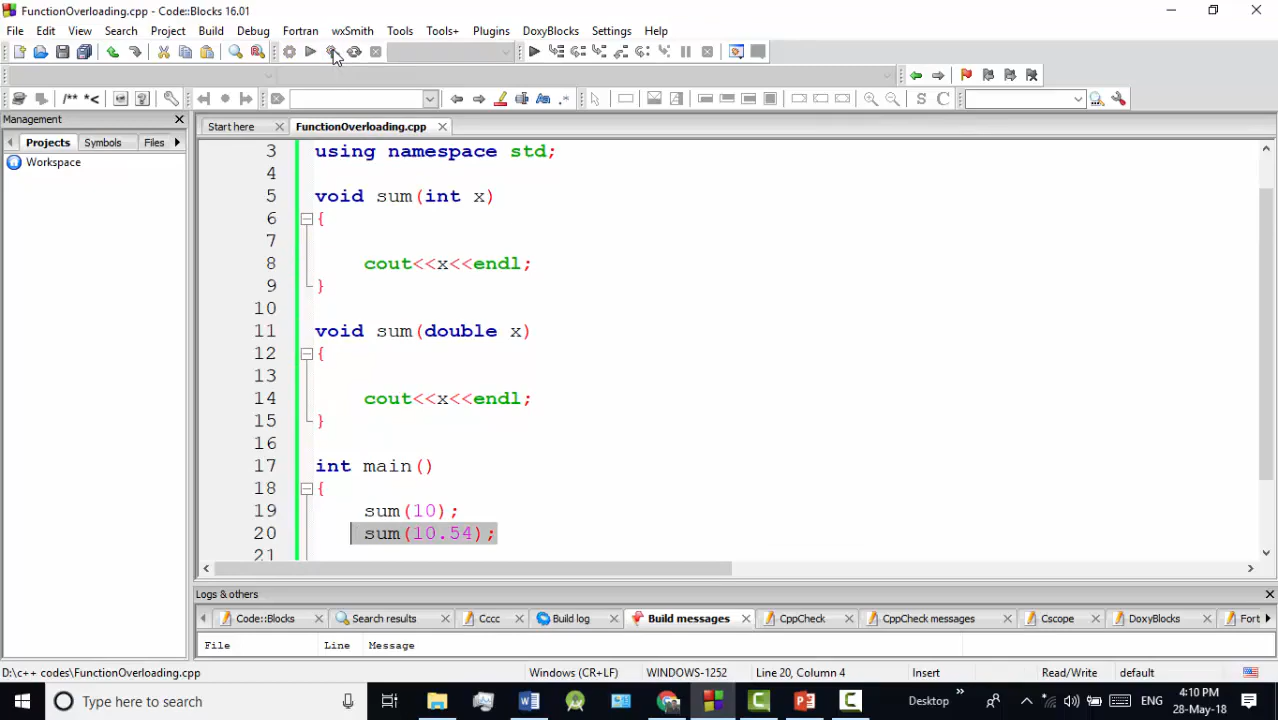 FunctionOverloading.cpp - Code::Blocks 16.01
File Edit View Search Project Build Debug Fortran wxSmith Tools Tools+ Plugins DoxyBlocks Settings Help
/** *<
S C
Management
Start here FunctionOverloading.cpp
Projects Symbols Files
Workspace
3 using namespace std;
4
5 void sum(int x)
6 {
7
8 cout<<x<<endl;
9 }
10
11 void sum(double x)
12 {
13
14 cout<<x<<endl;
15 }
16
17 int main()
18 {
19 sum(10);
20 sum(10.54);
21
Logs & others
Code::Blocks Search results Cccc Build log Build messages CppCheck CppCheck messages Cscope DoxyBlocks Fort
File Line Message
D:\c++ codes\FunctionOverloading.cpp Windows (CR+LF) WINDOWS-1252 Line 20, Column 4 Insert Read/Write default
Type here to search Desktop ENG 4:10 PM
28-May-18